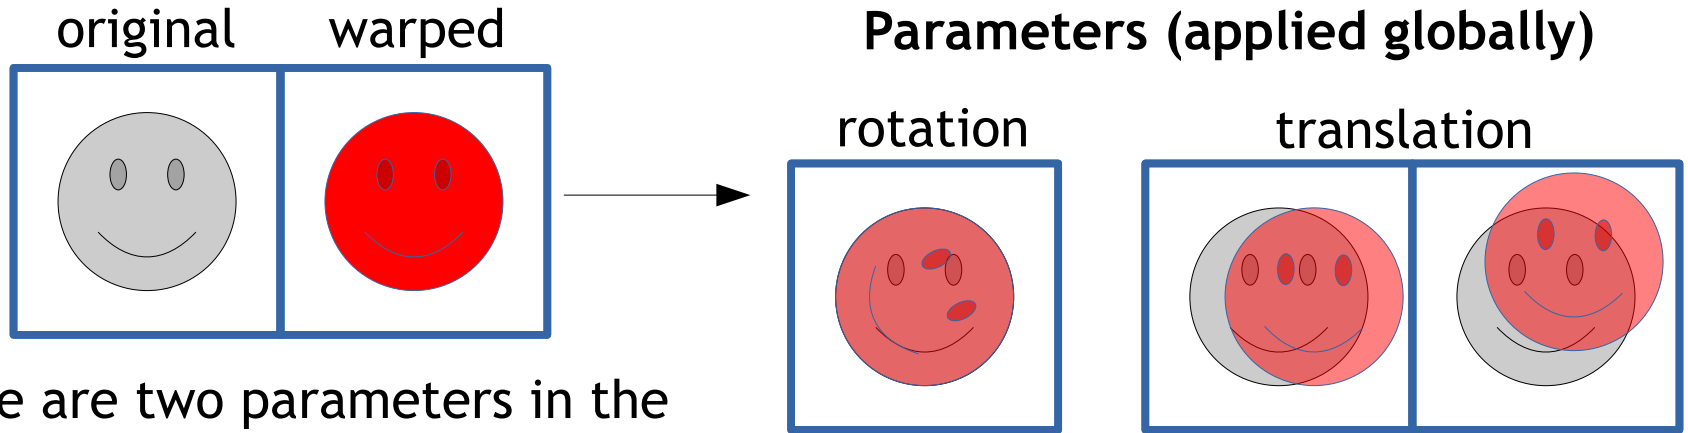 original warped
Parameters (applied globally)
rotation translation
e are two parameters in the